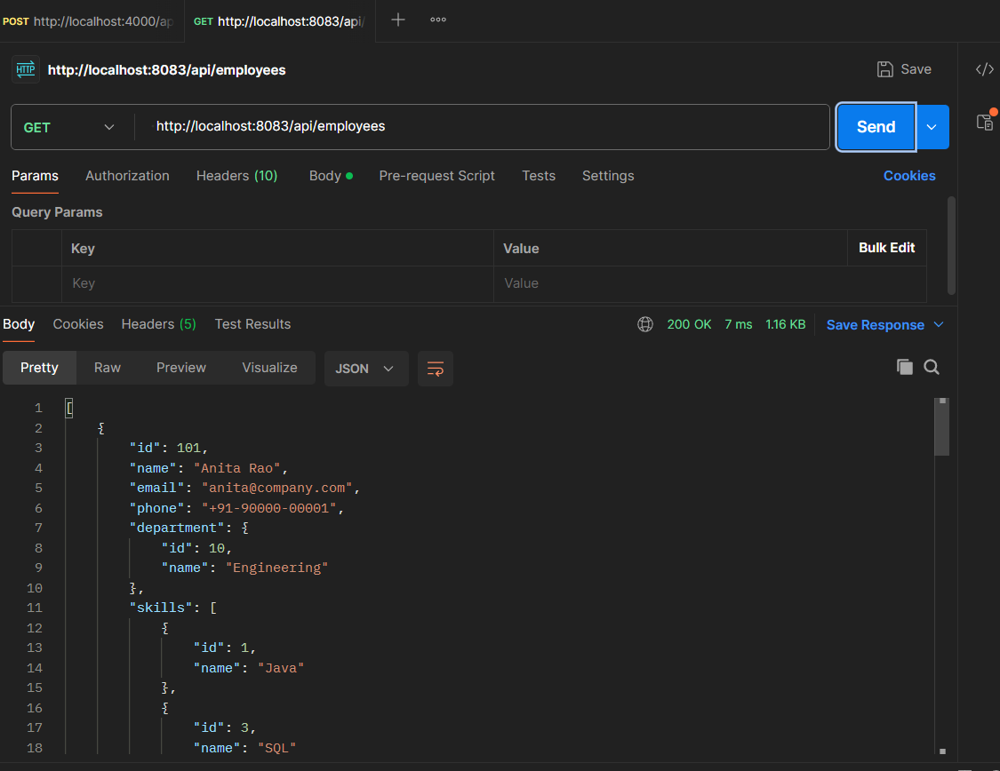 POST http://localhost:4000/ap GET http://localhost:8083/api/
HTTP http://localhost:8083/api/employees Save
GET http://localhost:8083/api/employees Send
Params Authorization Headers (10) Body Pre-request Script Tests Settings Cookies
Query Params
Key Value Bulk Edit
Key Value
Body Cookies Headers (5) Test Results 200 OK 7 ms 1.16 KB Save Response
Pretty Raw Preview Visualize JSON
1 [
2 {
3 "id": 101,
4 "name": "Anita Rao",
5 "email": "anita@company.com",
6 "phone": "+91-90000-00001",
7 "department": {
8 "id": 10,
9 "name": "Engineering"
10 },
11 "skills": [
12 {
13 "id": 1,
14 "name": "Java"
15 },
16 {
17 "id": 3,
18 "name": "SQL"